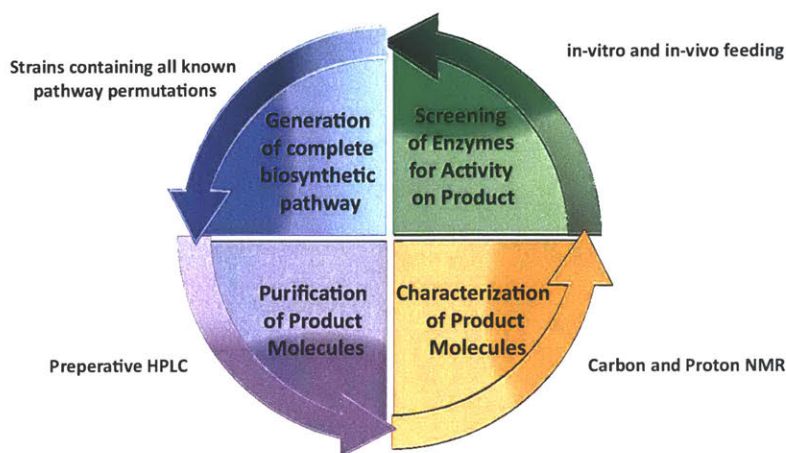 Strains containing all known
pathway permutations
in-vitro and in-vivo feeding
Generation
of complete
biosynthetic
pathway
Screening
of Enzymes
for Activity
on Product
Purification
of Product
Molecules
Characterization
of Product
Molecules
Preperative HPLC
Carbon and Proton NMR